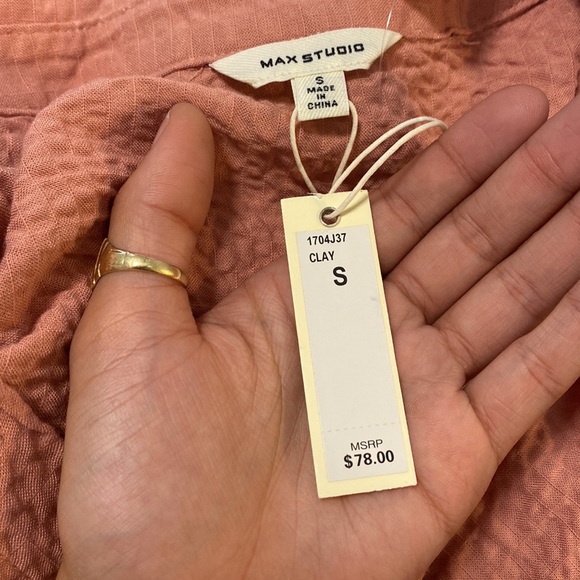 MAX STUDIO
S
MADE
IN
CHINA
1704J37
CLAY
S
MSRP
$78.00